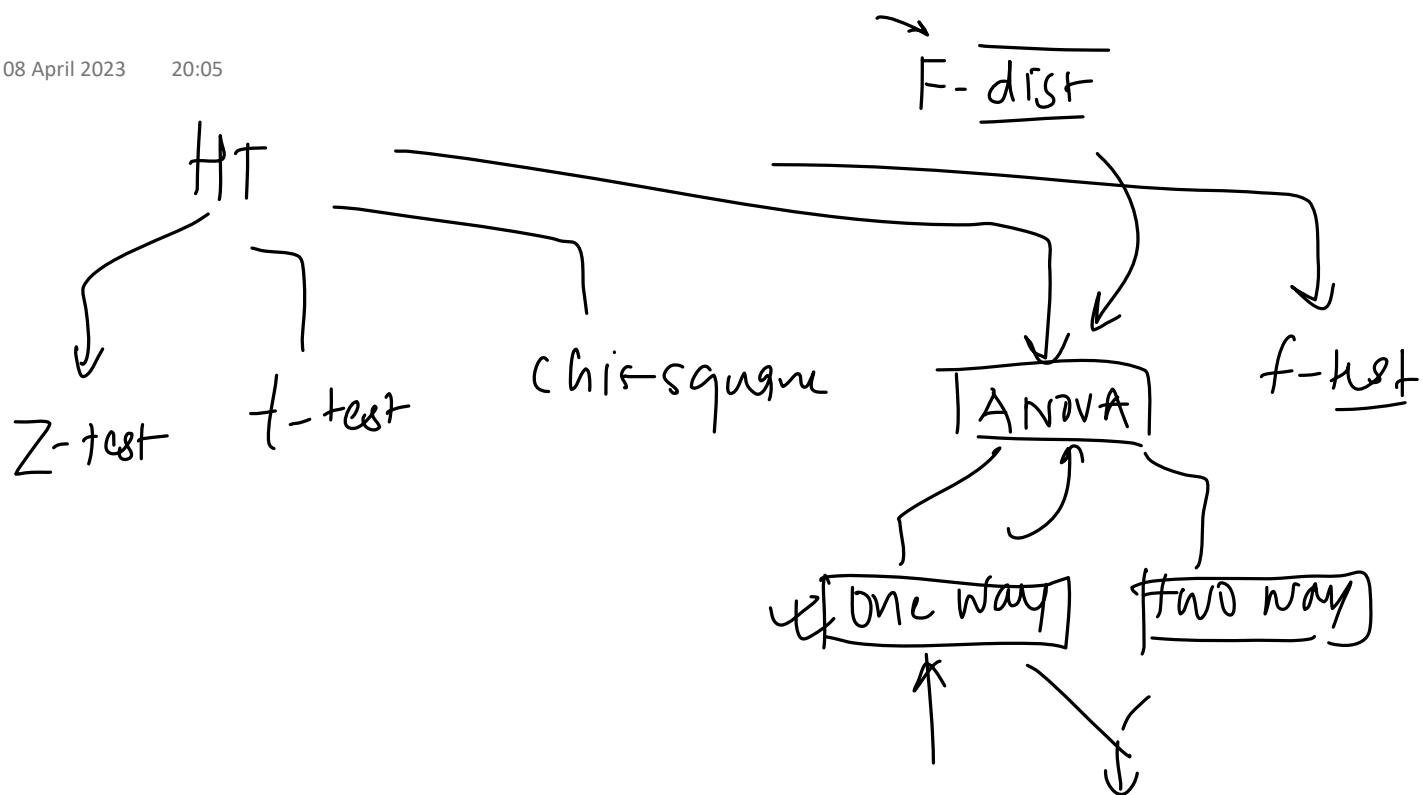 08 April 2023 20:05
F-dist
HT
Z-test
t-test
chi-square
ANOVA
f-test
one way
two way